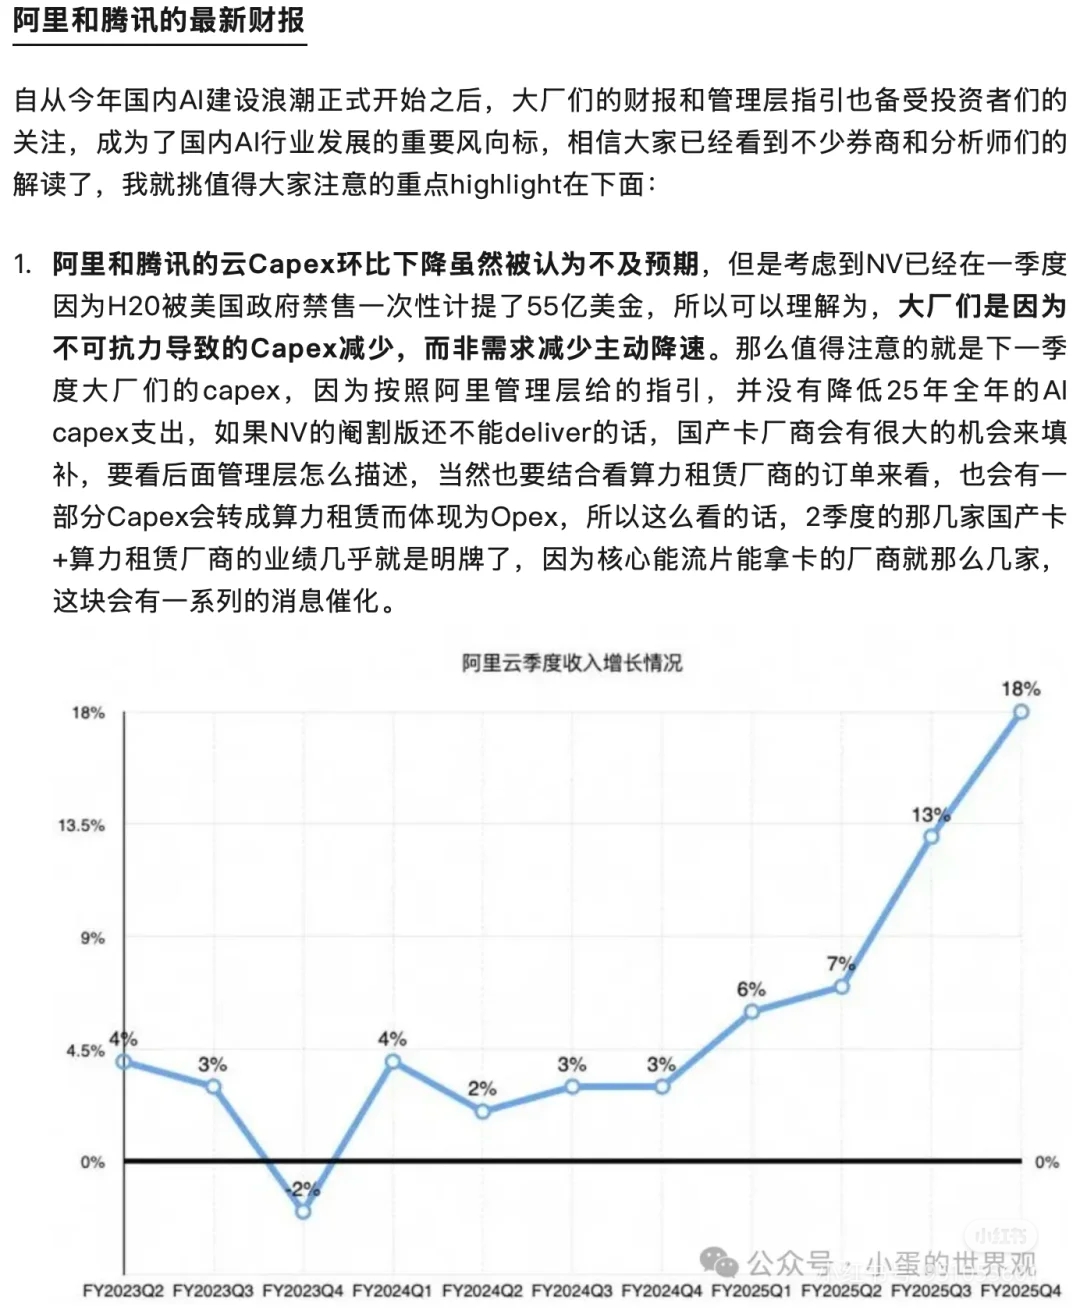 阿里和腾讯的最新财报
自从今年国内AI建设浪潮正式开始之后，大厂们的财报和管理层指引也备受投资者们的
关注，成为了国内AI行业发展的重要风向标，相信大家已经看到不少券商和分析师们的
解读了，我就挑值得大家注意的重点highlight在下面：
1. 阿里和腾讯的云Capex环比下降虽然被认为不及预期，但是考虑到NV已经在一季度
因为H20被美国政府禁售一次性计提了55亿美金，所以可以理解为，大厂们是因为
不可抗力导致的Capex减少，而非需求减少主动降速。那么值得注意的就是下一季
度大厂们的capex，因为按照阿里管理层给的指引，并没有降低25年全年的AI
capex支出，如果NV的阉割版还不能deliver的话，国产卡厂商会有很大的机会来填
补，要看后面管理层怎么描述，当然也要结合看算力租赁厂商的订单来看，也会有一
部分Capex会转成算力租赁而体现为Opex，所以这么看的话，2季度的那几家国产卡
+算力租赁厂商的业绩几乎就是明牌了，因为核心能流片能拿卡的厂商就那么几家，
这块会有一系列的消息催化。
阿里云季度收入增长情况
18%
18%
13.5%
13%
9%
7%
6%
4.5%
4%
3%
4%
2%
3%
3%
0%
0%
-2%
小红书
公众号·小蛋的世界观
FY2023Q2 FY2023Q3 FY2023Q4 FY2024Q1 FY2024Q2 FY2024Q3 FY2024Q4 FY2025Q1 FY2025Q2 FY2025Q3 FY2025Q4